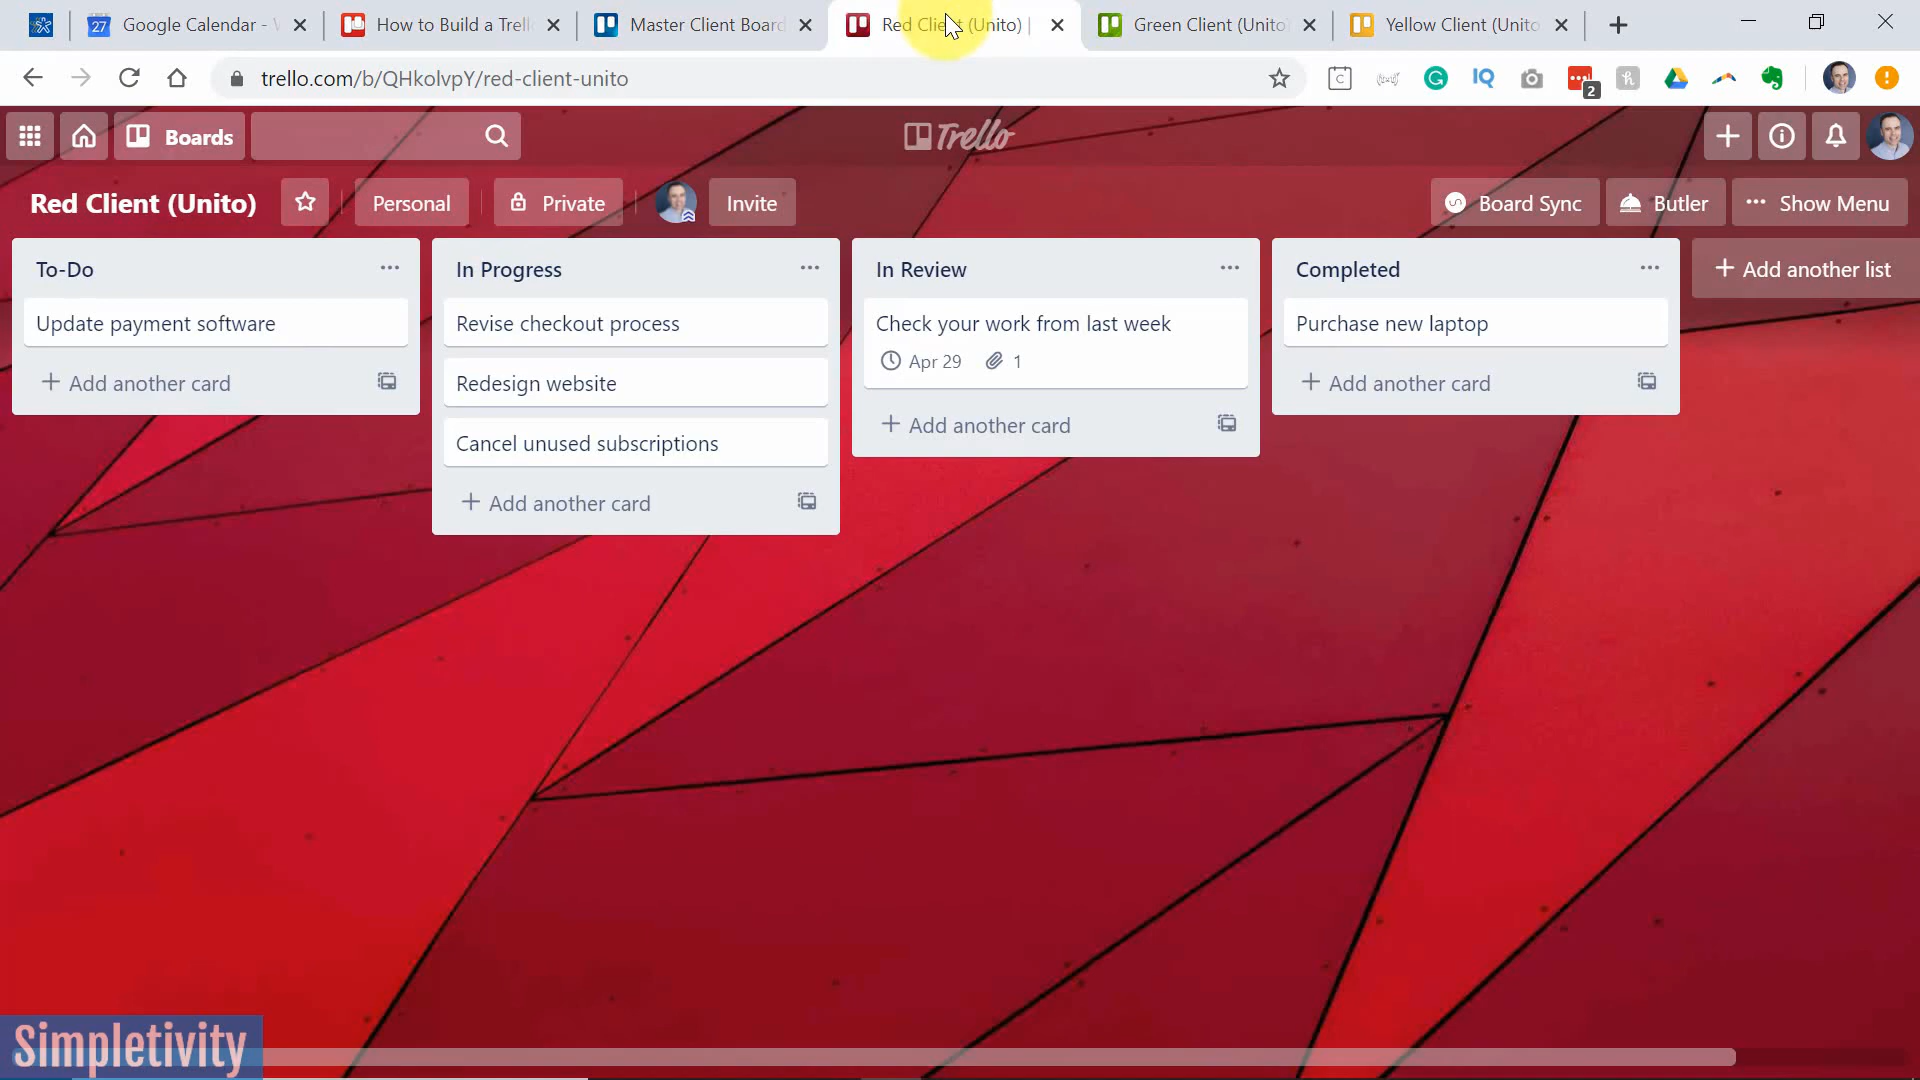 Google Calendar -
How to Build a Trell
Master Client Board
Red Client (Unito) |
Green Client (Unito
Yellow Client (Unito
27
trello.com/b/QHkolvpY/red-client-unito
2
Boards
Trello
Red Client (Unito)
Personal
Private
Invite
Board Sync
Butler
Show Menu
To-Do
Update payment software
Add another card
In Progress
Revise checkout process
Redesign website
Cancel unused subscriptions
Add another card
In Review
Check your work from last week
Apr 29
1
Add another card
Completed
Purchase new laptop
Add another card
Add another list
Simpletivity